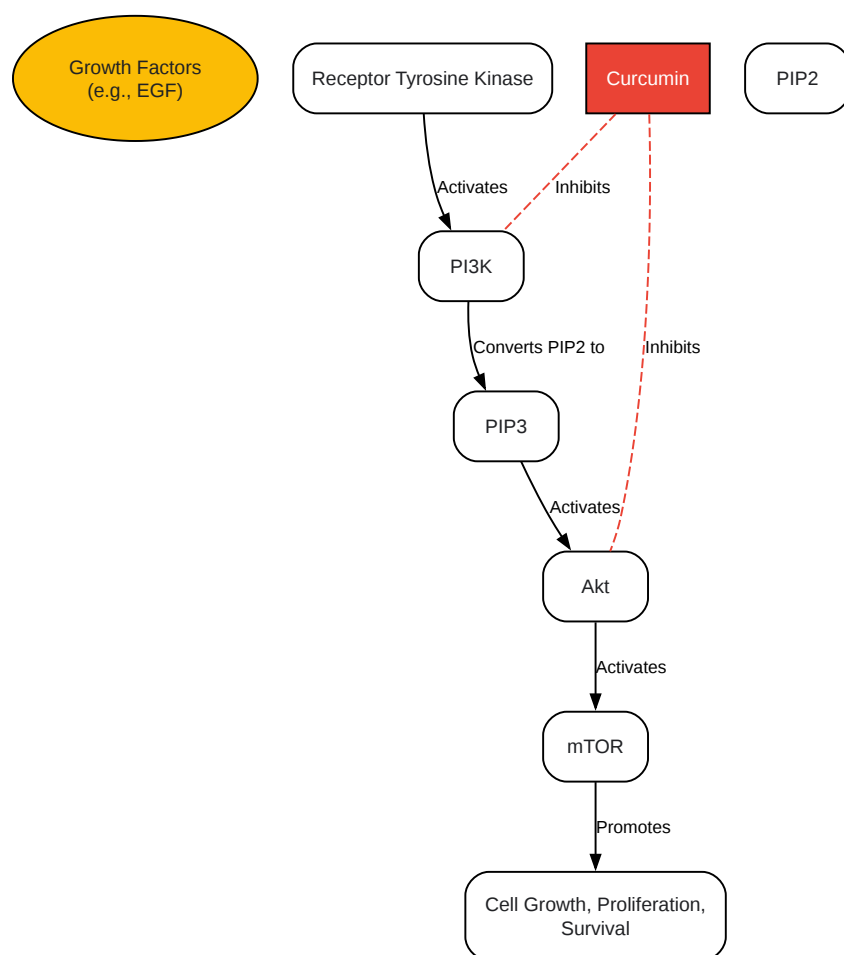 Growth Factors
(e.g., EGF)
Receptor Tyrosine Kinase
Curcumin
PIP2
Activates
Inhibits
PI3K
Converts PIP2 to
Inhibits
PIP3
Activates
Akt
Activates
mTOR
Promotes
Cell Growth, Proliferation,
Survival